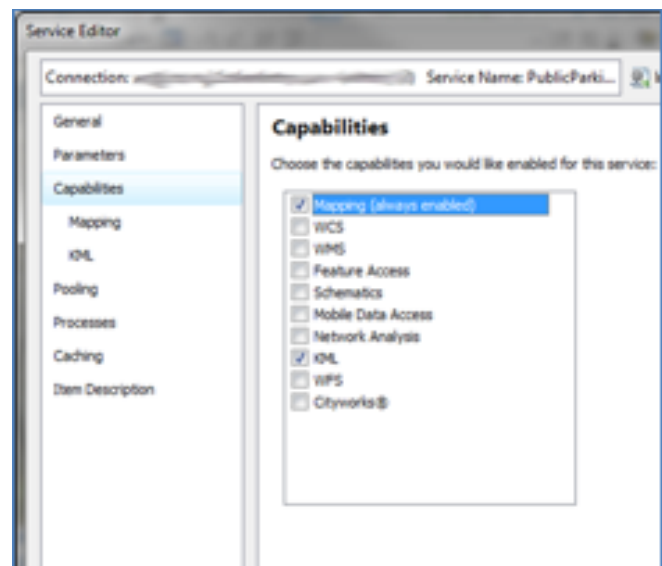 Service Editor
Connection: Service Name: PublicParki...
General
Parameters
Capabilities
Mapping
KML
Pooling
Processes
Caching
Item Description
Capabilities
Choose the capabilities you would like enabled for this service:
Mapping (always enabled)
WCS
WMS
Feature Access
Schematics
Mobile Data Access
Network Analysis
KML
WFS
Cityworks®